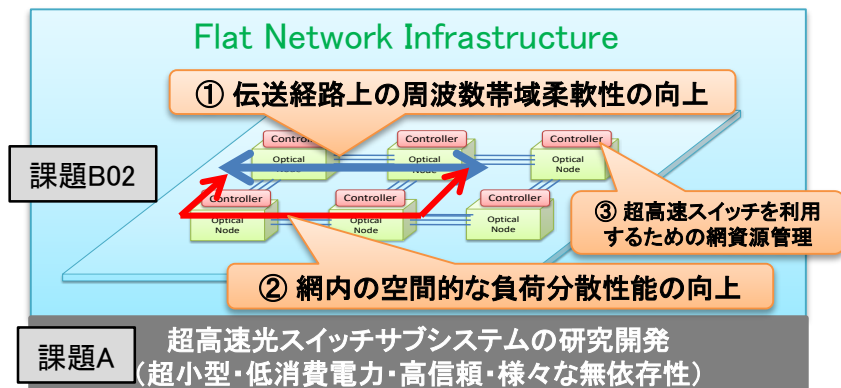 Flat Network Infrastructure
① 伝送経路上の周波数帯域柔軟性の向上
Controller
Controller
Controller
Optical
Node
Optical
Node
Optical
Node
課題B02
Controller
Controller
Controller
Optical
Node
Optical
Node
Optical
Node
③ 超高速スイッチを利用
するための網資源管理
② 網内の空間的な負荷分散性能の向上
課題A
超高速光スイッチサブシステムの研究開発
(超小型・低消費電力・高信頼・様々な無依存性)